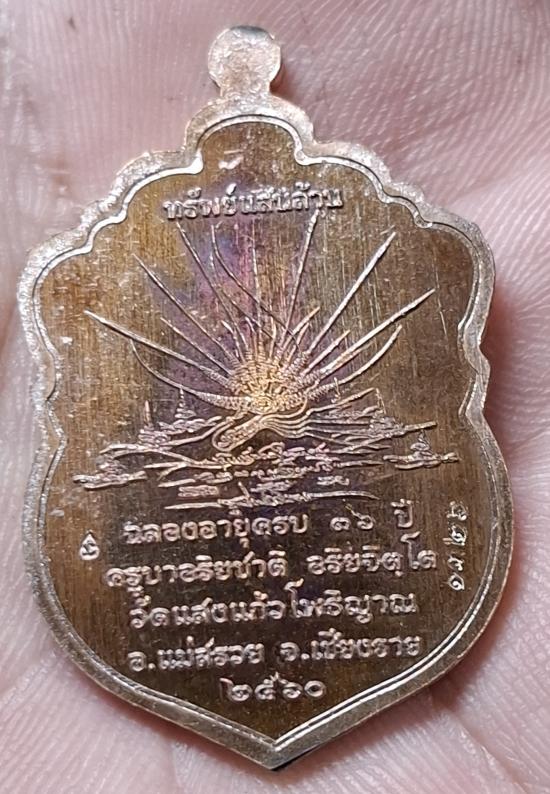 ทรัพย์แสนล้าน
ฉลองอายุครบ ๓๖ ปี
ครูบาอริยชาติ อริยจิตฺโต
วัดแสงแก้วโพธิญาณ
อ.แม่สรวย จ.เชียงราย
๒๕๖๐